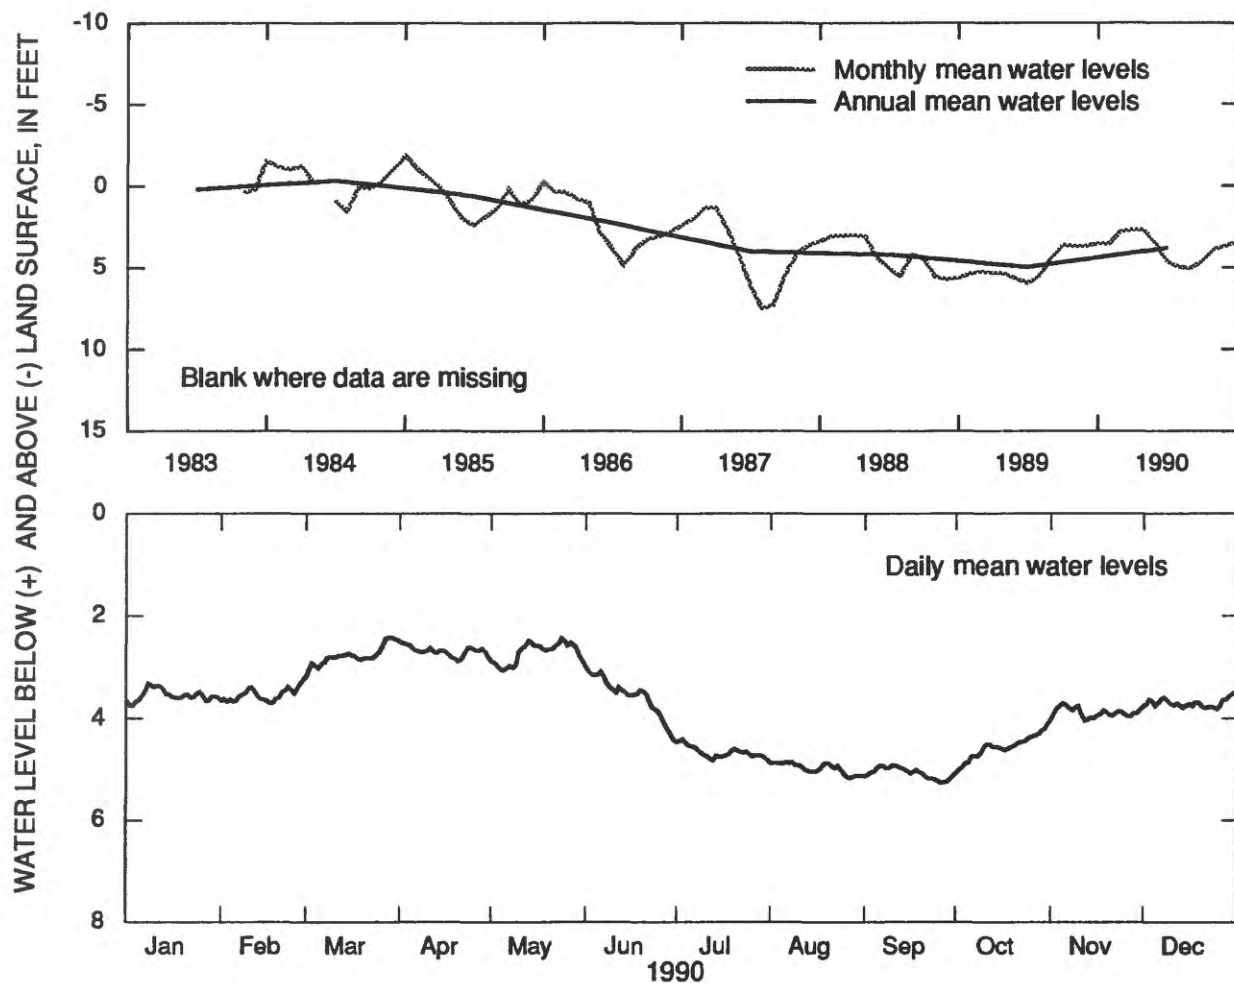 WATER LEVEL BELOW (+) AND ABOVE (-) LAND SURFACE, IN FEET
-10
-5
0
5
10
15
Monthly mean water levels
Annual mean water levels
Blank where data are missing
1983 1984 1985 1986 1987 1988 1989 1990
0
2
4
6
8
Daily mean water levels
Jan Feb Mar Apr May Jun Jul Aug Sep Oct Nov Dec
1990